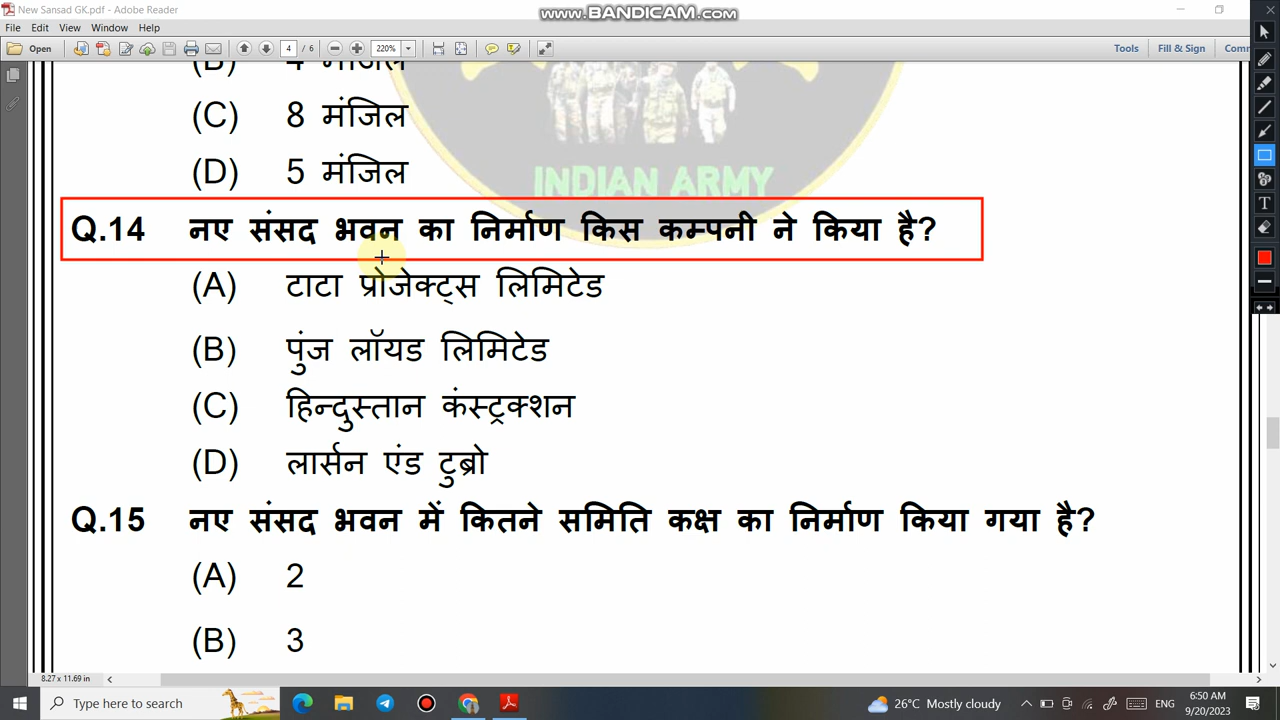 New Sansad GK.pdf - Adobe Reader
www.BANDICAM.com
File Edit View Window Help
Open 4 / 6 220% Tools Fill & Sign Comm
(B) 4 मंजिल
(C) 8 मंजिल
(D) 5 मंजिल
INDIAN ARMY
Q.14 नए संसद भवन का निर्माण किस कम्पनी ने किया है?
(A) टाटा प्रोजेक्ट्स लिमिटेड
(B) पुंज लॉयड लिमिटेड
(C) हिन्दुस्तान कंस्ट्रक्शन
(D) लार्सन एंड टुब्रो
Q.15 नए संसद भवन में कितने समिति कक्ष का निर्माण किया गया है?
(A) 2
(B) 3
8.27 x 11.69 in
Type here to search
26°C Mostly cloudy
ENG
6:50 AM
9/20/2023